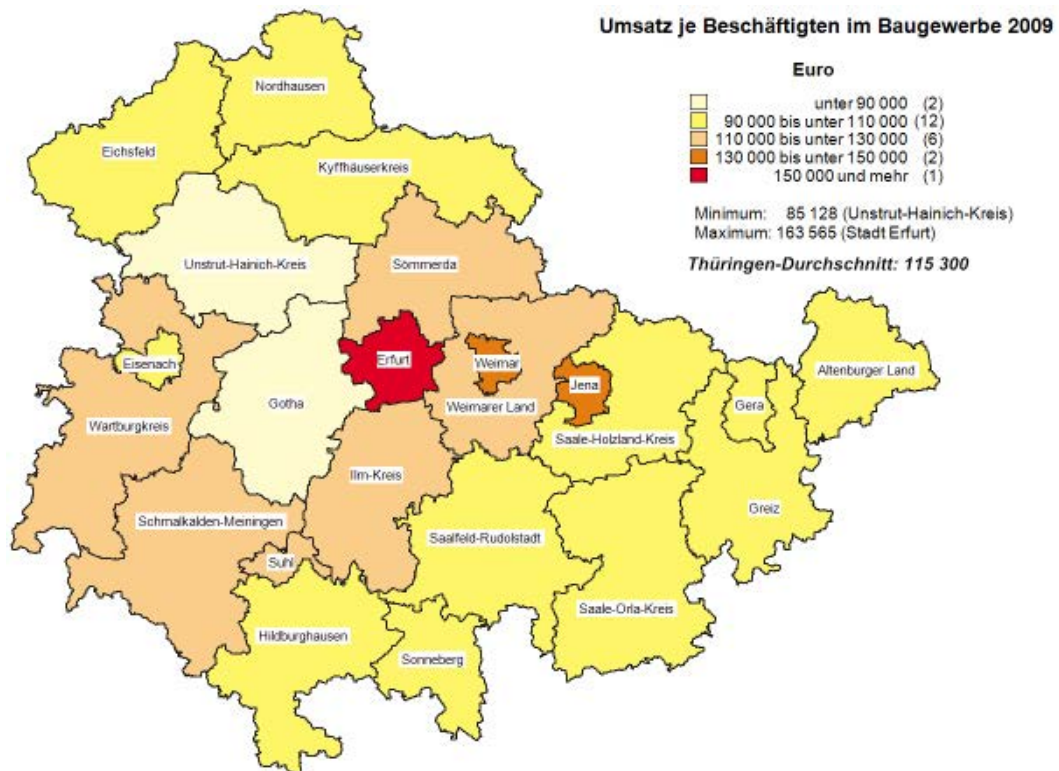 Umsatz je Beschäftigten im Baugewerbe 2009
Euro
unter 90 000 (2)
90 000 bis unter 110 000 (12)
110 000 bis unter 130 000 (6)
130 000 bis unter 150 000 (2)
150 000 und mehr (1)
Minimum: 85 128 (Unstrut-Hainich-Kreis)
Maximum: 163 565 (Stadt Erfurt)
Thüringen-Durchschnitt: 115 300
Nordhausen
Eichsfeld
Kyffhäuserkreis
Unstrut-Hainich-Kreis
Sömmerda
Eisenach
Erfurt
Weimar
Jena
Altenburger Land
Gotha
Weimarer Land
Gera
Wartburgkreis
Saale-Holzland-Kreis
Ilm-Kreis
Greiz
Schmalkalden-Meiningen
Saalfeld-Rudolstadt
Suhl
Saale-Orla-Kreis
Hildburghausen
Sonneberg